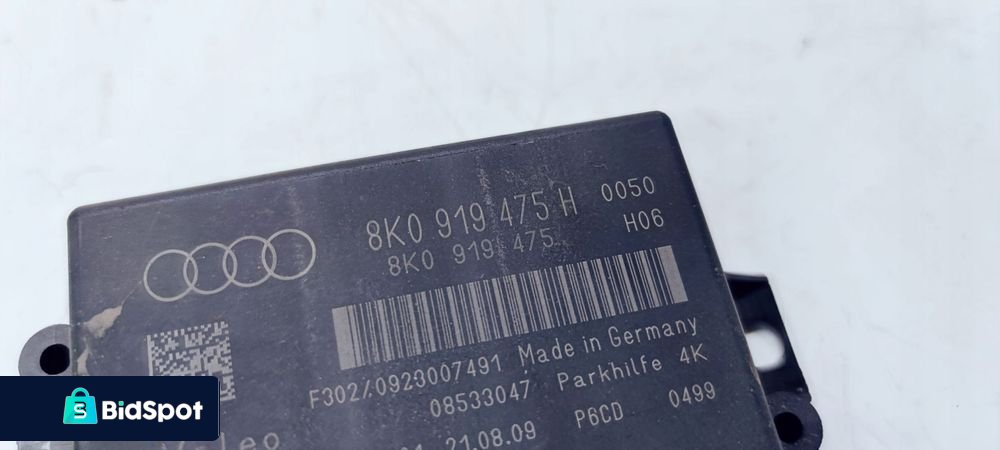 8K0 919 475 H 0050
8K0 919 475 H06
F302/0923007491 Made in Germany
08533047 Parkhilfe 4K
21.08.09 P6CD 0499
BidSpot